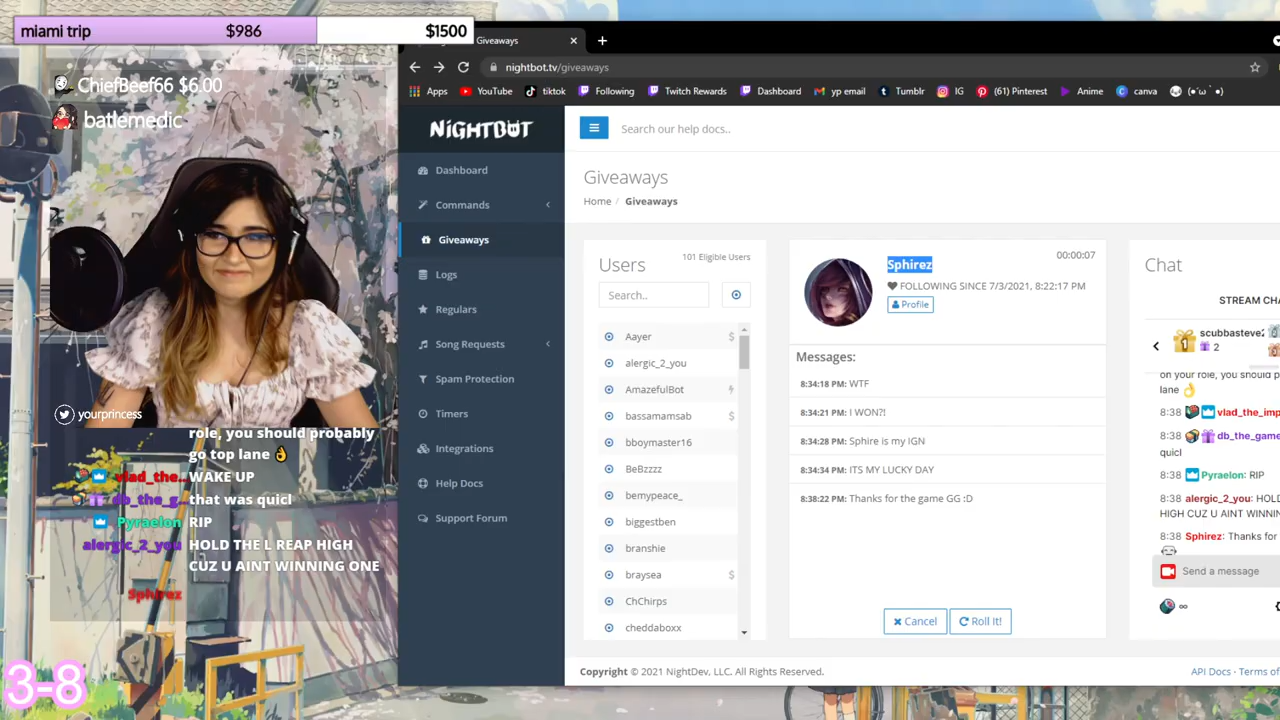 miami trip $986 $1500
ChiefBeef66 $6.00
batlemedic
yourprincess
role, you should probably
go top lane 👌
vlad_the.. WAKE UP
db_the_g.. that was quicl
Pyraelon RIP
alergic_2_you HOLD THE L REAP HIGH
CUZ U AINT WINNING ONE
Sphirez
3-8
Giveaways
nightbot.tv/giveaways
Apps YouTube tiktok Following Twitch Rewards Dashboard yp email Tumblr IG (61) Pinterest Anime canva (●'ω'●)
NIGHTBOT
Dashboard
Commands
Giveaways
Logs
Regulars
Song Requests
Spam Protection
Timers
Integrations
Help Docs
Support Forum
Search our help docs..
Giveaways
Home / Giveaways
Users
101 Eligible Users
Search..
Aayer $
alergic_2_you
AmazefulBot
bassamamsab $
bboymaster16
BeBzzzz
bemypeace_
biggestben
branshie
braysea $
ChChirps
cheddaboxx
00:00:07
Sphirez
FOLLOWING SINCE 7/3/2021, 8:22:17 PM
Profile
Messages:
8:34:18 PM: WTF
8:34:21 PM: I WON?!
8:34:28 PM: Sphire is my IGN
8:34:34 PM: ITS MY LUCKY DAY
8:38:22 PM: Thanks for the game GG :D
Cancel Roll It!
Chat
STREAM CHA
scubbasteve2
2
on your role, you should p
lane 👌
8:38 vlad_the_imp
8:38 db_the_game
quicl
8:38 Pyraelon: RIP
8:38 alergic_2_you: HOLD
HIGH CUZ U AINT WINNIN
8:38 Sphirez: Thanks for
Send a message
∞
Copyright © 2021 NightDev, LLC. All Rights Reserved.
API Docs - Terms of